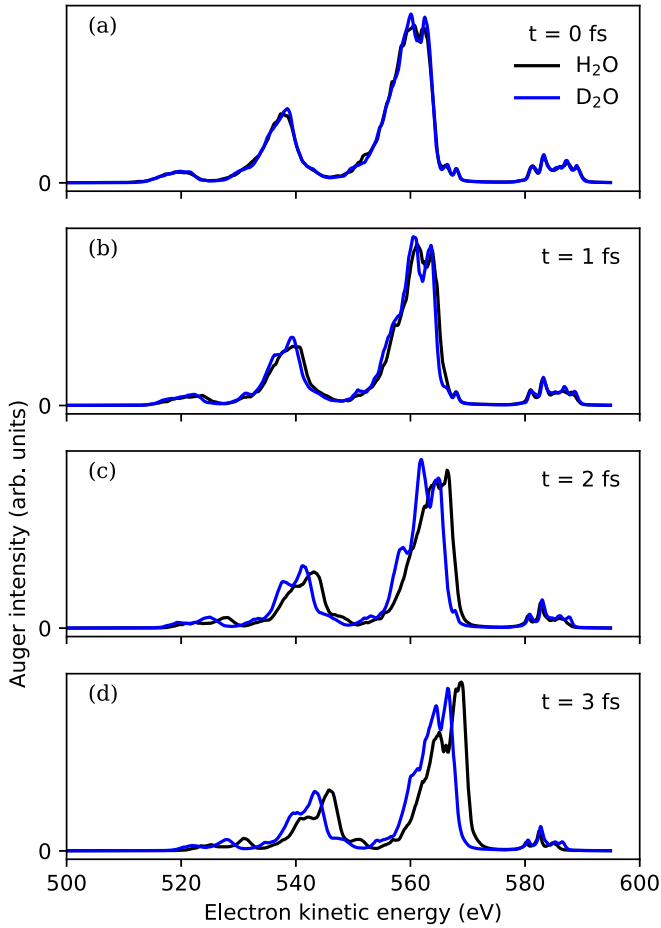 (a)
t = 0 fs
H₂O
D₂O
0
(b)
t = 1 fs
0
(c)
t = 2 fs
0
(d)
t = 3 fs
0
500 520 540 560 580 600
Electron kinetic energy (eV)
Auger intensity (arb. units)